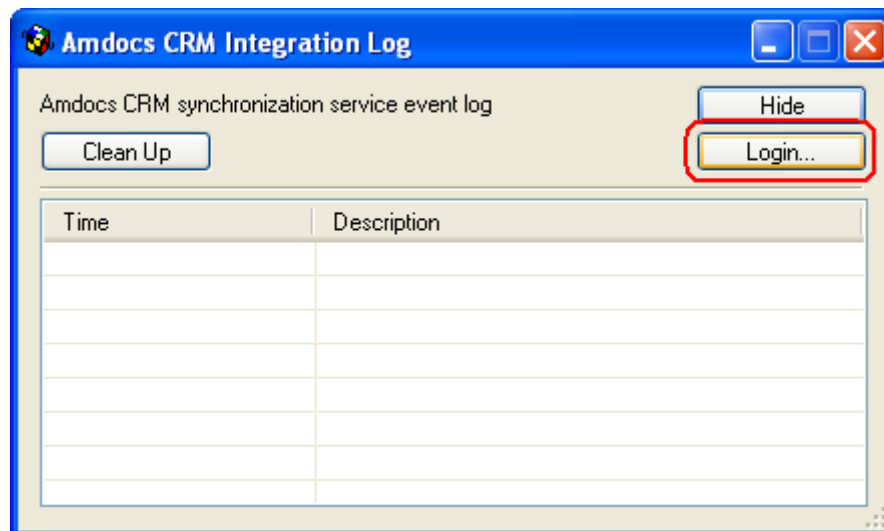 Amdocs CRM Integration Log
Amdocs CRM synchronization service event log
Hide
Clean Up
Login...
Time Description